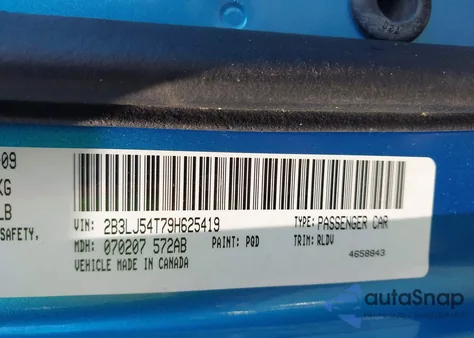 -09
KG
LB
SAFETY,
VIN: 2B3LJ54T79H625419
TYPE: PASSENGER CAR
MDH: 070207 572AB
PAINT: PQD
TRIM: RLDV
VEHICLE MADE IN CANADA
4658843
autoSnap